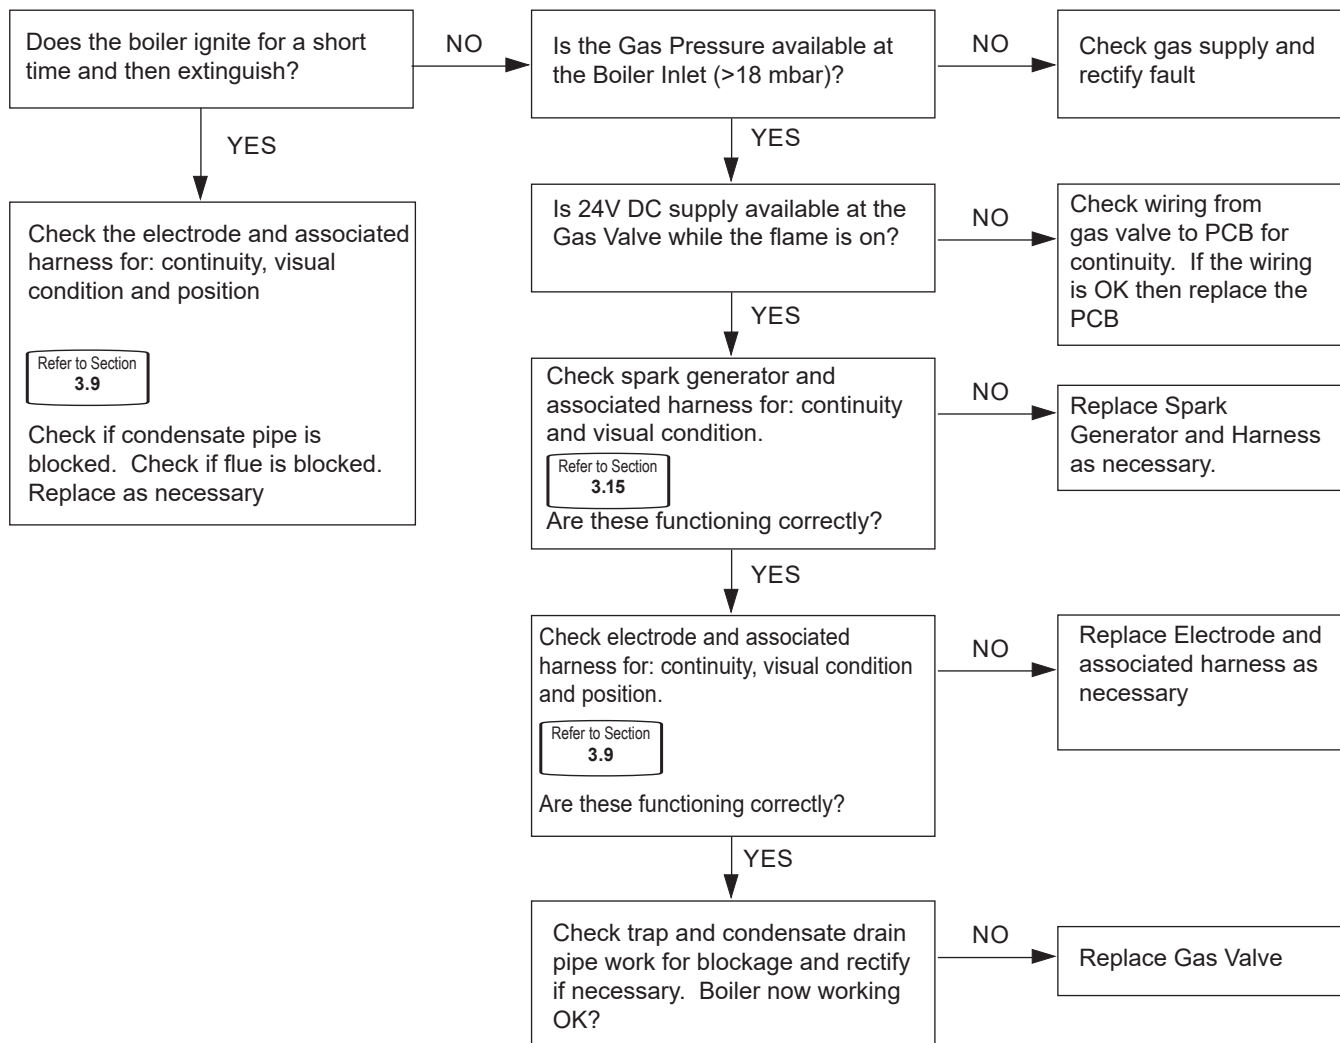 Does the boiler ignite for a short
time and then extinguish?
NO
Is the Gas Pressure available at
the Boiler Inlet (>18 mbar)?
NO
Check gas supply and
rectify fault
YES
Check the electrode and associated
harness for: continuity, visual
condition and position
Refer to Section
3.9
Check if condensate pipe is
blocked.  Check if flue is blocked.
Replace as necessary
YES
Is 24V DC supply available at the
Gas Valve while the flame is on?
NO
Check wiring from
gas valve to PCB for
continuity.  If the wiring
is OK then replace the
PCB
YES
Check spark generator and
associated harness for: continuity
and visual condition.
Refer to Section
3.15
Are these functioning correctly?
NO
Replace Spark
Generator and Harness
as necessary.
YES
Check electrode and associated
harness for: continuity, visual condition
and position.
Refer to Section
3.9
Are these functioning correctly?
NO
Replace Electrode and
associated harness as
necessary
YES
Check trap and condensate drain
pipe work for blockage and rectify
if necessary.  Boiler now working
OK?
NO
Replace Gas Valve